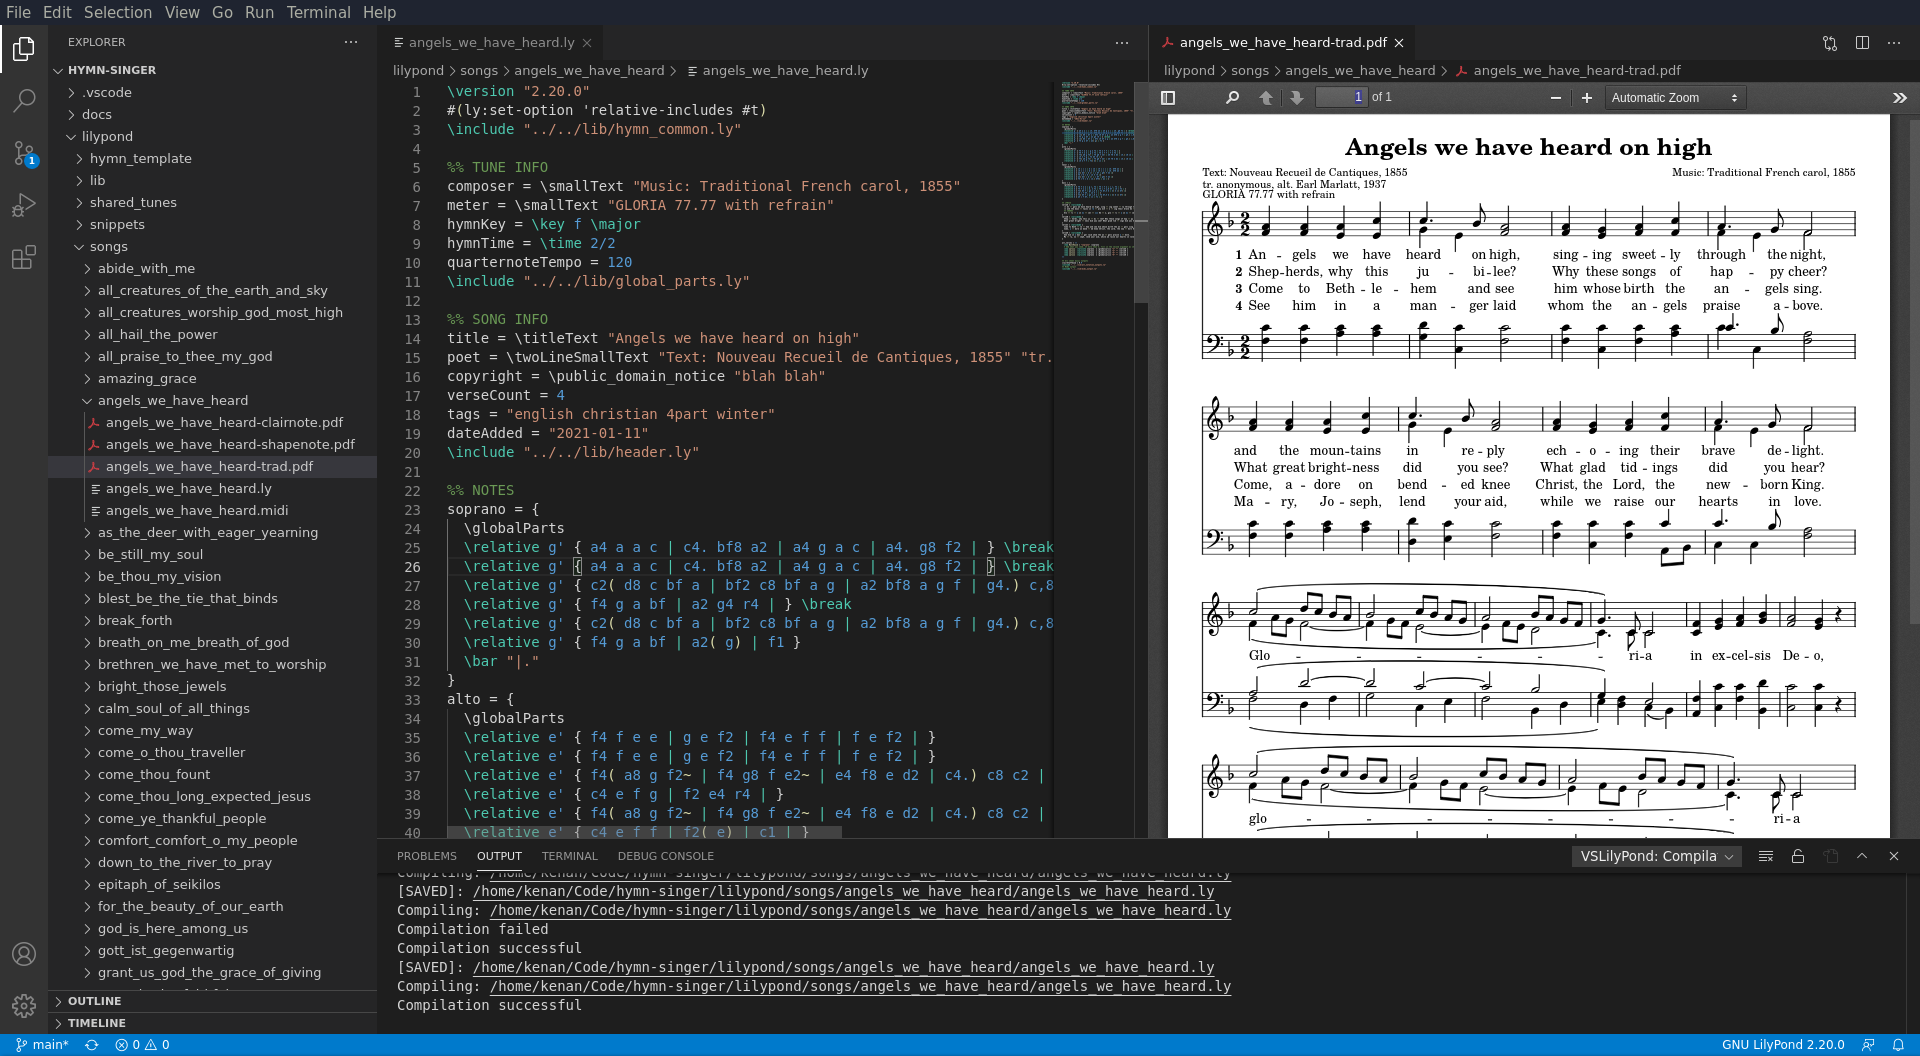 File Edit Selection View Go Run Terminal Help
EXPLORER
HYMN-SINGER
.vscode
docs
lilypond
hymn_template
lib
shared_tunes
snippets
songs
abide_with_me
all_creatures_of_the_earth_and_sky
all_creatures_worship_god_most_high
all_hail_the_power
all_praise_to_thee_my_god
amazing_grace
angels_we_have_heard
angels_we_have_heard-clairnote.pdf
angels_we_have_heard-shapenote.pdf
angels_we_have_heard-trad.pdf
angels_we_have_heard.ly
angels_we_have_heard.midi
as_the_deer_with_eager_yearning
be_still_my_soul
be_thou_my_vision
blest_be_the_tie_that_binds
break_forth
breath_on_me_breath_of_god
brethren_we_have_met_to_worship
bright_those_jewels
calm_soul_of_all_things
come_my_way
come_o_thou_traveller
come_thou_fount
come_thou_long_expected_jesus
come_ye_thankful_people
comfort_comfort_o_my_people
down_to_the_river_to_pray
epitaph_of_seikilos
for_the_beauty_of_our_earth
god_is_here_among_us
gott_ist_gegenwartig
grant_us_god_the_grace_of_giving
OUTLINE
TIMELINE
1
angels_we_have_heard.ly
lilypond > songs > angels_we_have_heard > angels_we_have_heard.ly
1 \version "2.20.0"
2 #(ly:set-option 'relative-includes #t)
3 \include "../../lib/hymn_common.ly"
4
5 %% TUNE INFO
6 composer = \smallText "Music: Traditional French carol, 1855"
7 meter = \smallText "GLORIA 77.77 with refrain"
8 hymnKey = \key f \major
9 hymnTime = \time 2/2
10 quarternoteTempo = 120
11 \include "../../lib/global_parts.ly"
12
13 %% SONG INFO
14 title = \titleText "Angels we have heard on high"
15 poet = \twoLineSmallText "Text: Nouveau Recueil de Cantiques, 1855" "tr.
16 copyright = \public_domain_notice "blah blah"
17 verseCount = 4
18 tags = "english christian 4part winter"
19 dateAdded = "2021-01-11"
20 \include "../../lib/header.ly"
21
22 %% NOTES
23 soprano = {
24 \globalParts
25 \relative g' { a4 a a c | c4. bf8 a2 | a4 g a c | a4. g8 f2 | } \break
26 \relative g' { a4 a a c | c4. bf8 a2 | a4 g a c | a4. g8 f2 | } \break
27 \relative g' { c2( d8 c bf a | bf2 c8 bf a g | a2 bf8 a g f | g4.) c,8
28 \relative g' { f4 g a bf | a2 g4 r4 | } \break
29 \relative g' { c2( d8 c bf a | bf2 c8 bf a g | a2 bf8 a g f | g4.) c,8
30 \relative g' { f4 g a bf | a2( g) | f1 }
31 \bar "|."
32 }
33 alto = {
34 \globalParts
35 \relative e' { f4 f e e | g e f2 | f4 e f f | f e f2 | }
36 \relative e' { f4 f e e | g e f2 | f4 e f f | f e f2 | }
37 \relative e' { f4( a8 g f2~ | f4 g8 f e2~ | e4 f8 e d2 | c4.) c8 c2 |
38 \relative e' { c4 e f g | f2 e4 r4 | }
39 \relative e' { f4( a8 g f2~ | f4 g8 f e2~ | e4 f8 e d2 | c4.) c8 c2 |
40 \relative e' { c4 e f f | f2( e) | c1 | }
angels_we_have_heard-trad.pdf
lilypond > songs > angels_we_have_heard > angels_we_have_heard-trad.pdf
1 of 1
Automatic Zoom
Angels we have heard on high
Text: Nouveau Recueil de Cantiques, 1855 Music: Traditional French carol, 1855
tr. anonymous, alt. Earl Marlatt, 1937
GLORIA 77.77 with refrain
1 An - gels we have heard on high, sing - ing sweet - ly through the night,
2 Shep-herds, why this ju - bi-lee? Why these songs of hap - py cheer?
3 Come to Beth - le - hem and see him whose birth the an - gels sing.
4 See him in a man - ger laid whom the an - gels praise a - bove.
and the moun-tains in re - ply ech - o - ing their brave de - light.
What great bright-ness did you see? What glad tid - ings did you hear?
Come, a - dore on bend - ed knee Christ, the Lord, the new - born King.
Ma - ry, Jo - seph, lend your aid, while we raise our hearts in love.
Glo - - - - - - ri-a in ex-cel-sis De - o,
glo - - - - - - ri-a
PROBLEMS OUTPUT TERMINAL DEBUG CONSOLE
VSLilyPond: Compila
Compiling: /home/kenan/Code/hymn-singer/lilypond/songs/angels_we_have_heard/angels_we_have_heard.ly
[SAVED]: /home/kenan/Code/hymn-singer/lilypond/songs/angels_we_have_heard/angels_we_have_heard.ly
Compiling: /home/kenan/Code/hymn-singer/lilypond/songs/angels_we_have_heard/angels_we_have_heard.ly
Compilation failed
Compilation successful
[SAVED]: /home/kenan/Code/hymn-singer/lilypond/songs/angels_we_have_heard/angels_we_have_heard.ly
Compiling: /home/kenan/Code/hymn-singer/lilypond/songs/angels_we_have_heard/angels_we_have_heard.ly
Compilation successful
main* 0 0
GNU LilyPond 2.20.0